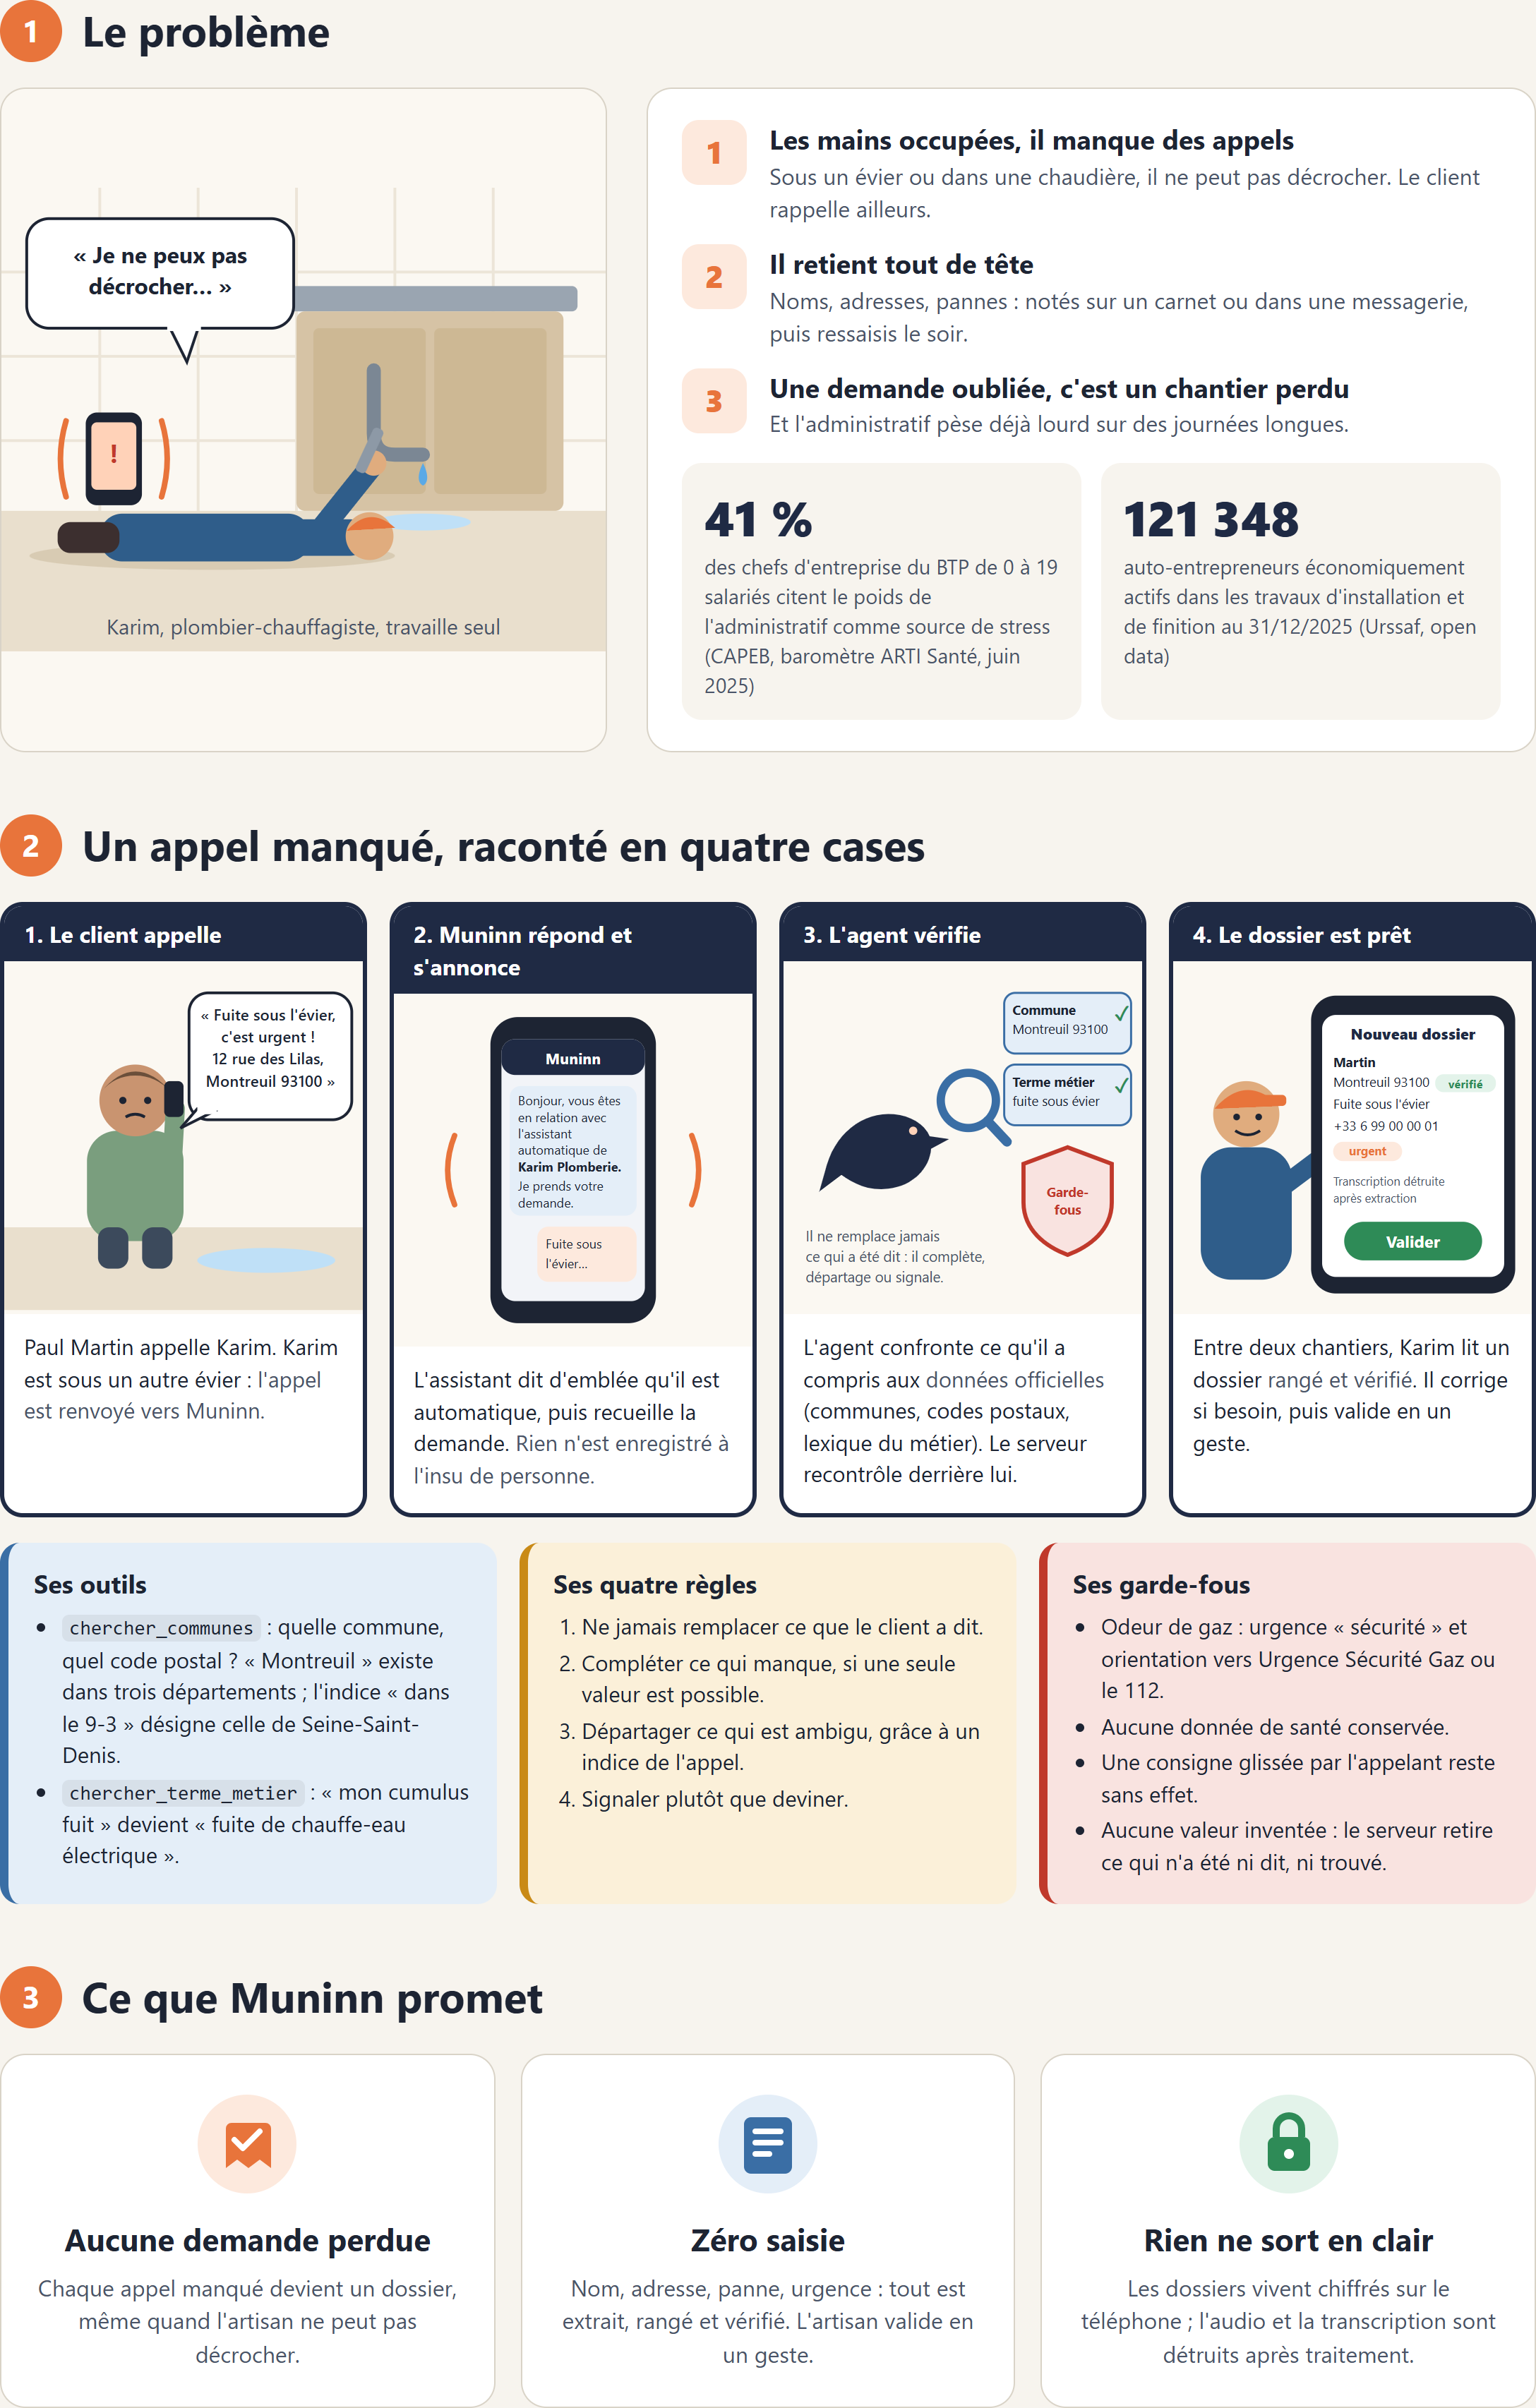 1
Le problème
« Je ne peux pas
décrocher... »
!
Karim, plombier-chauffagiste, travaille seul
1
Les mains occupées, il manque des appels
Sous un évier ou dans une chaudière, il ne peut pas décrocher. Le client
rappelle ailleurs.
2
Il retient tout de tête
Noms, adresses, pannes : notés sur un carnet ou dans une messagerie,
puis ressaisis le soir.
3
Une demande oubliée, c'est un chantier perdu
Et l'administratif pèse déjà lourd sur des journées longues.
41 %
des chefs d'entreprise du BTP de 0 à 19
salariés citent le poids de
l'administratif comme source de stress
(CAPEB, baromètre ARTI Santé, juin
2025)
121 348
auto-entrepreneurs économiquement
actifs dans les travaux d'installation et
de finition au 31/12/2025 (Urssaf, open
data)
2
Un appel manqué, raconté en quatre cases
1. Le client appelle
« Fuite sous l'évier,
c'est urgent !
12 rue des Lilas,
Montreuil 93100 »
Paul Martin appelle Karim. Karim
est sous un autre évier : l'appel
est renvoyé vers Muninn.
2. Muninn répond et
s'annonce
Muninn
Bonjour, vous êtes
en relation avec
l'assistant
automatique de
Karim Plomberie.
Je prends votre
demande.
Fuite sous
l'évier...
L'assistant dit d'emblée qu'il est
automatique, puis recueille la
demande. Rien n'est enregistré à
l'insu de personne.
3. L'agent vérifie
Commune
Montreuil 93100
✓
Terme métier
fuite sous évier
✓
Garde-
fous
Il ne remplace jamais
ce qui a été dit : il complète,
départage ou signale.
L'agent confronte ce qu'il a
compris aux données officielles
(communes, codes postaux,
lexique du métier). Le serveur
recontrôle derrière lui.
4. Le dossier est prêt
Nouveau dossier
Martin
Montreuil 93100 vérifié
Fuite sous l'évier
+33 6 99 00 00 01
urgent
Transcription détruite
après extraction
Valider
Entre deux chantiers, Karim lit un
dossier rangé et vérifié. Il corrige
si besoin, puis valide en un
geste.
Ses outils
• chercher_communes : quelle commune,
quel code postal ? « Montreuil » existe
dans trois départements ; l'indice « dans
le 9-3 » désigne celle de Seine-Saint-
Denis.
• chercher_terme_metier : « mon cumulus
fuit » devient « fuite de chauffe-eau
électrique ».
Ses quatre règles
1. Ne jamais remplacer ce que le client a dit.
2. Compléter ce qui manque, si une seule
valeur est possible.
3. Départager ce qui est ambigu, grâce à un
indice de l'appel.
4. Signaler plutôt que deviner.
Ses garde-fous
• Odeur de gaz : urgence « sécurité » et
orientation vers Urgence Sécurité Gaz ou
le 112.
• Aucune donnée de santé conservée.
• Une consigne glissée par l'appelant reste
sans effet.
• Aucune valeur inventée : le serveur retire
ce qui n'a été ni dit, ni trouvé.
3
Ce que Muninn promet
Aucune demande perdue
Chaque appel manqué devient un dossier,
même quand l'artisan ne peut pas
décrocher.
Zéro saisie
Nom, adresse, panne, urgence : tout est
extrait, rangé et vérifié. L'artisan valide en
un geste.
Rien ne sort en clair
Les dossiers vivent chiffrés sur le
téléphone ; l'audio et la transcription sont
détruits après traitement.